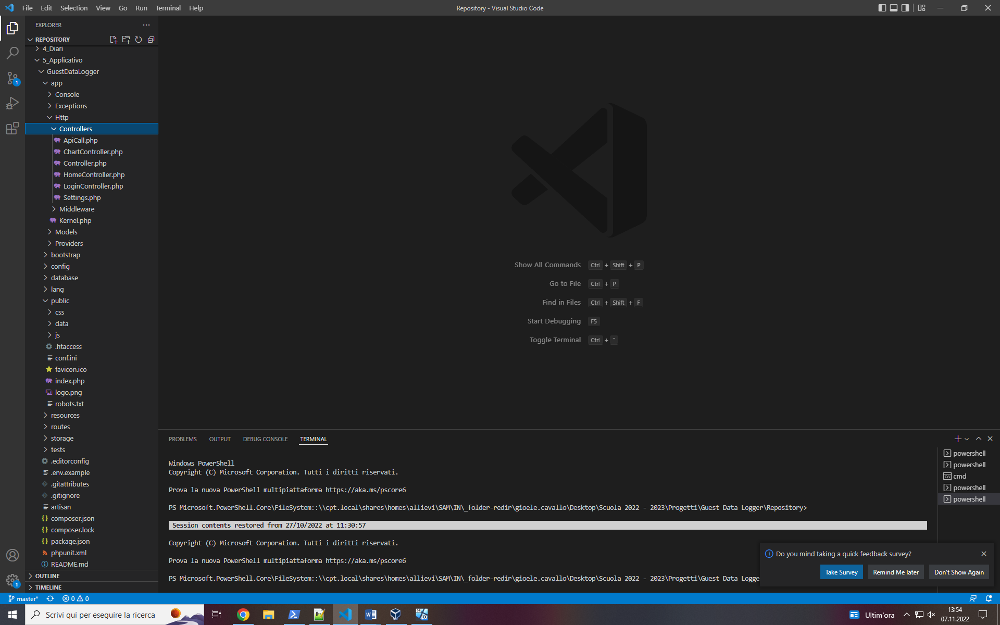 File Edit Selection View Go Run Terminal Help
Repository - Visual Studio Code
EXPLORER
REPOSITORY
4_Diari
5_Applicativo
GuestDataLogger
app
Console
Exceptions
Http
Controllers
ApiCall.php
ChartController.php
Controller.php
HomeController.php
LoginController.php
Settings.php
Middleware
Kernel.php
Models
Providers
bootstrap
config
database
lang
public
css
data
js
.htaccess
conf.ini
favicon.ico
index.php
logo.png
robots.txt
resources
routes
storage
tests
.editorconfig
.env.example
.gitattributes
.gitignore
artisan
composer.json
composer.lock
package.json
phpunit.xml
README.md
OUTLINE
TIMELINE
1
1
Show All Commands Ctrl + Shift + P
Go to File Ctrl + P
Find in Files Ctrl + Shift + F
Start Debugging F5
Toggle Terminal Ctrl + ¨
PROBLEMS OUTPUT DEBUG CONSOLE TERMINAL
Windows PowerShell
Copyright (C) Microsoft Corporation. Tutti i diritti riservati.
Prova la nuova PowerShell multipiattaforma https://aka.ms/pscore6
PS Microsoft.PowerShell.Core\FileSystem::\\cpt.local\shares\homes\allievi\SAM\IN\_folder-redir\gioele.cavallo\Desktop\Scuola 2022 - 2023\Progetti\Guest Data Logger\Repository>
Session contents restored from 27/10/2022 at 11:30:57
Copyright (C) Microsoft Corporation. Tutti i diritti riservati.
Prova la nuova PowerShell multipiattaforma https://aka.ms/pscore6
PS Microsoft.PowerShell.Core\FileSystem::\\cpt.local\shares\homes\allievi\SAM\IN\_folder-redir\gioele.cavallo\Desktop\Scuola 2022 - 2023\Progetti\Guest Data Logge
powershell
powershell
cmd
powershell
powershell
Do you mind taking a quick feedback survey?
Take Survey Remind Me later Don't Show Again
master* 0 0
Scrivi qui per eseguire la ricerca
Ultim'ora
13:54
07.11.2022